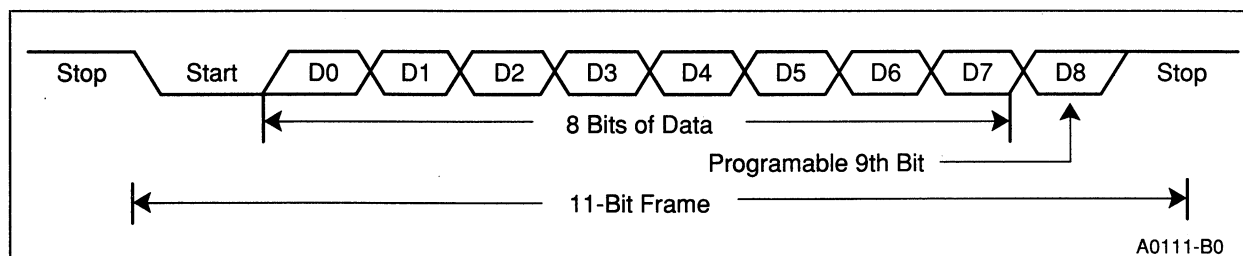 Stop Start D0 D1 D2 D3 D4 D5 D6 D7 D8 Stop
8 Bits of Data
Programable 9th Bit
11-Bit Frame
A0111-B0